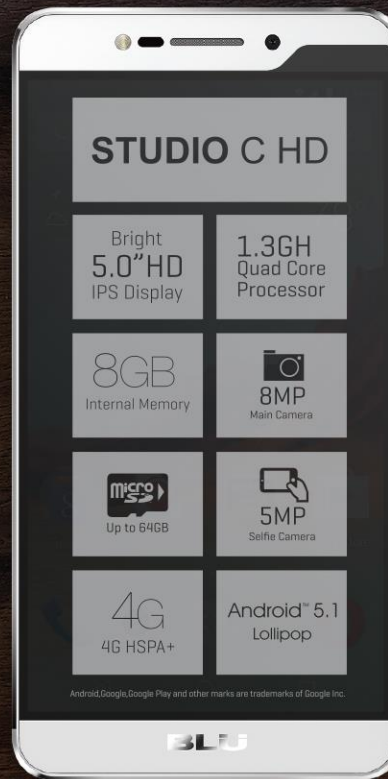 STUDIO C HD
Bright
5.0"HD
IPS Display
1.3GH
Quad Core
Processor
8GB
Internal Memory
8MP
Main Camera
micro
SD
Up to 64GB
5MP
Selfie Camera
4G
4G HSPA+
Android™ 5.1
Lollipop
Android,Google,Google Play and other marks are trademarks of Google Inc.
BLU